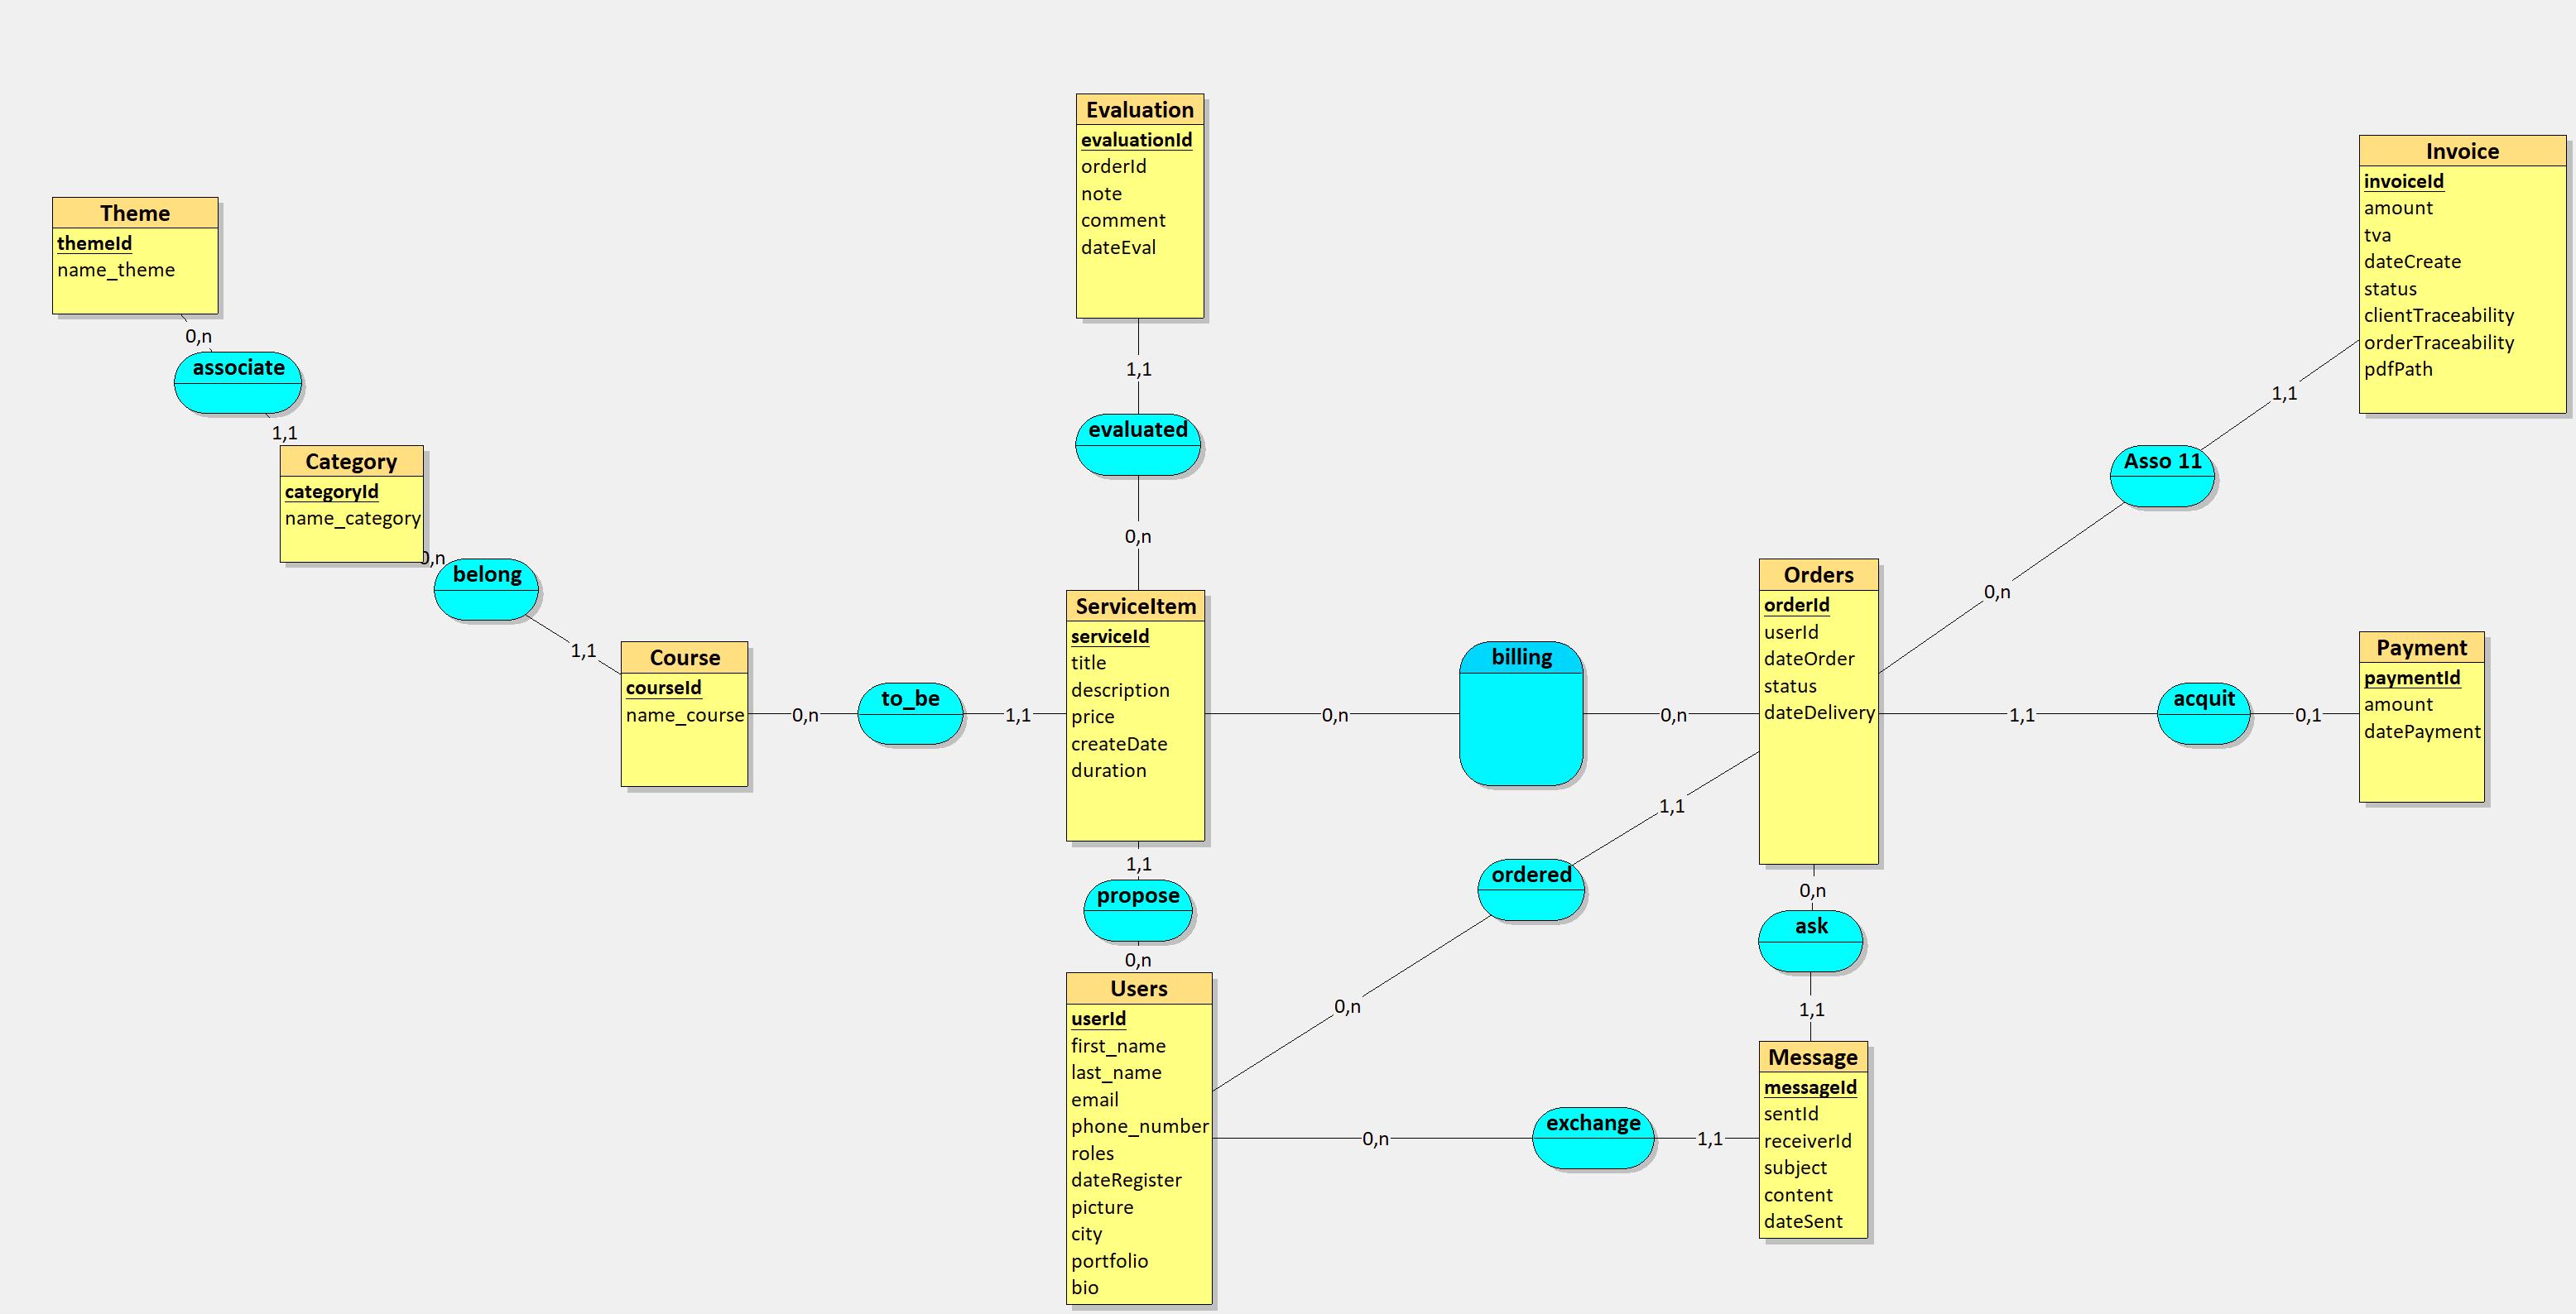 Evaluation
evaluationId
orderId
note
comment
dateEval
Invoice
invoiceId
amount
tva
dateCreate
status
clientTraceability
orderTraceability
pdfPath
Theme
themeId
name_theme
0,n
associate
1,1
1,1
evaluated
0,n
1,1
Asso 11
0,n
Category
categoryId
name_category
0,n
belong
1,1
Course
courseId
name_course
0,n
to_be
1,1
ServiceItem
serviceId
title
description
price
createDate
duration
0,n
billing
0,n
Orders
orderId
userId
dateOrder
status
dateDelivery
1,1
acquit
0,1
Payment
paymentId
amount
datePayment
1,1
propose
0,n
1,1
ordered
0,n
0,n
ask
1,1
Users
userId
first_name
last_name
email
phone_number
roles
dateRegister
picture
city
portfolio
bio
0,n
exchange
1,1
Message
messageId
sentId
receiverId
subject
content
dateSent